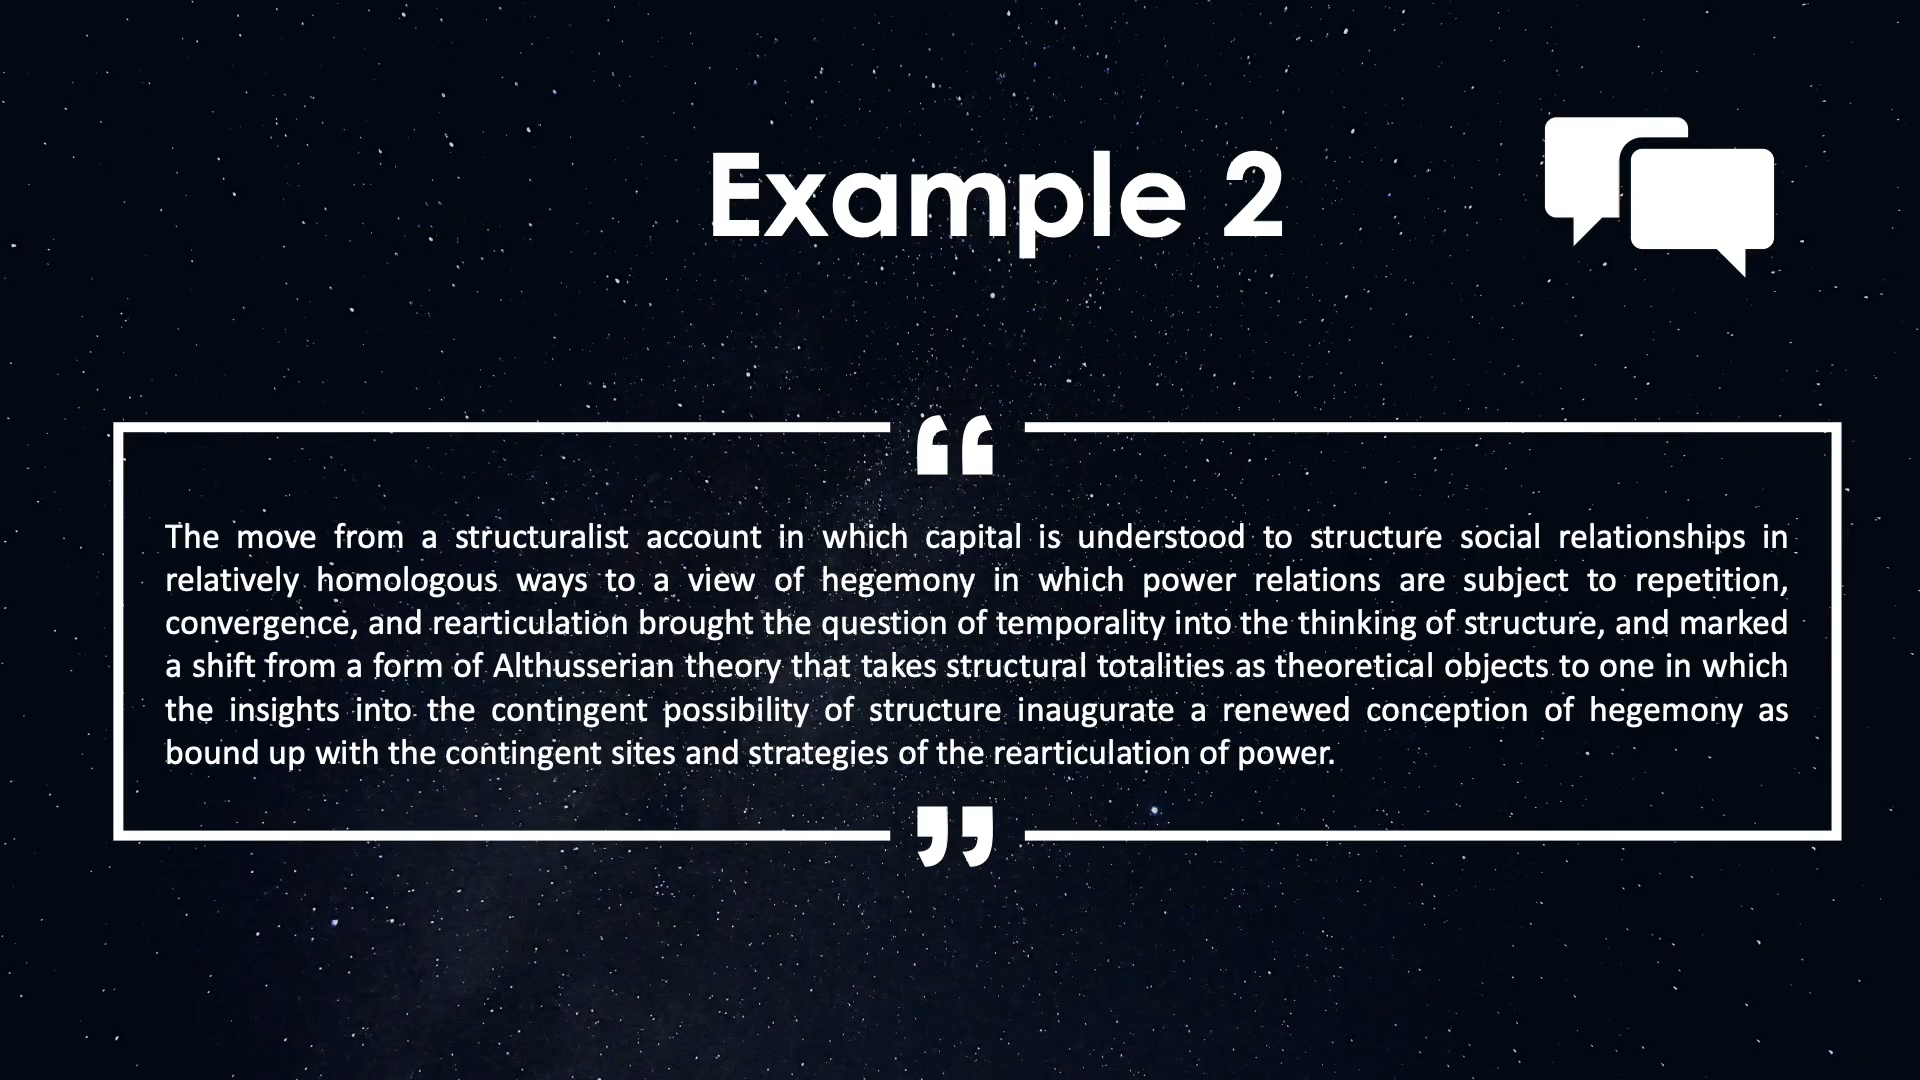 Example 2
“
The move from a structuralist account in which capital is understood to structure social relationships in
relatively homologous ways to a view of hegemony in which power relations are subject to repetition,
convergence, and rearticulation brought the question of temporality into the thinking of structure, and marked
a shift from a form of Althusserian theory that takes structural totalities as theoretical objects to one in which
the insights into the contingent possibility of structure inaugurate a renewed conception of hegemony as
bound up with the contingent sites and strategies of the rearticulation of power.
”